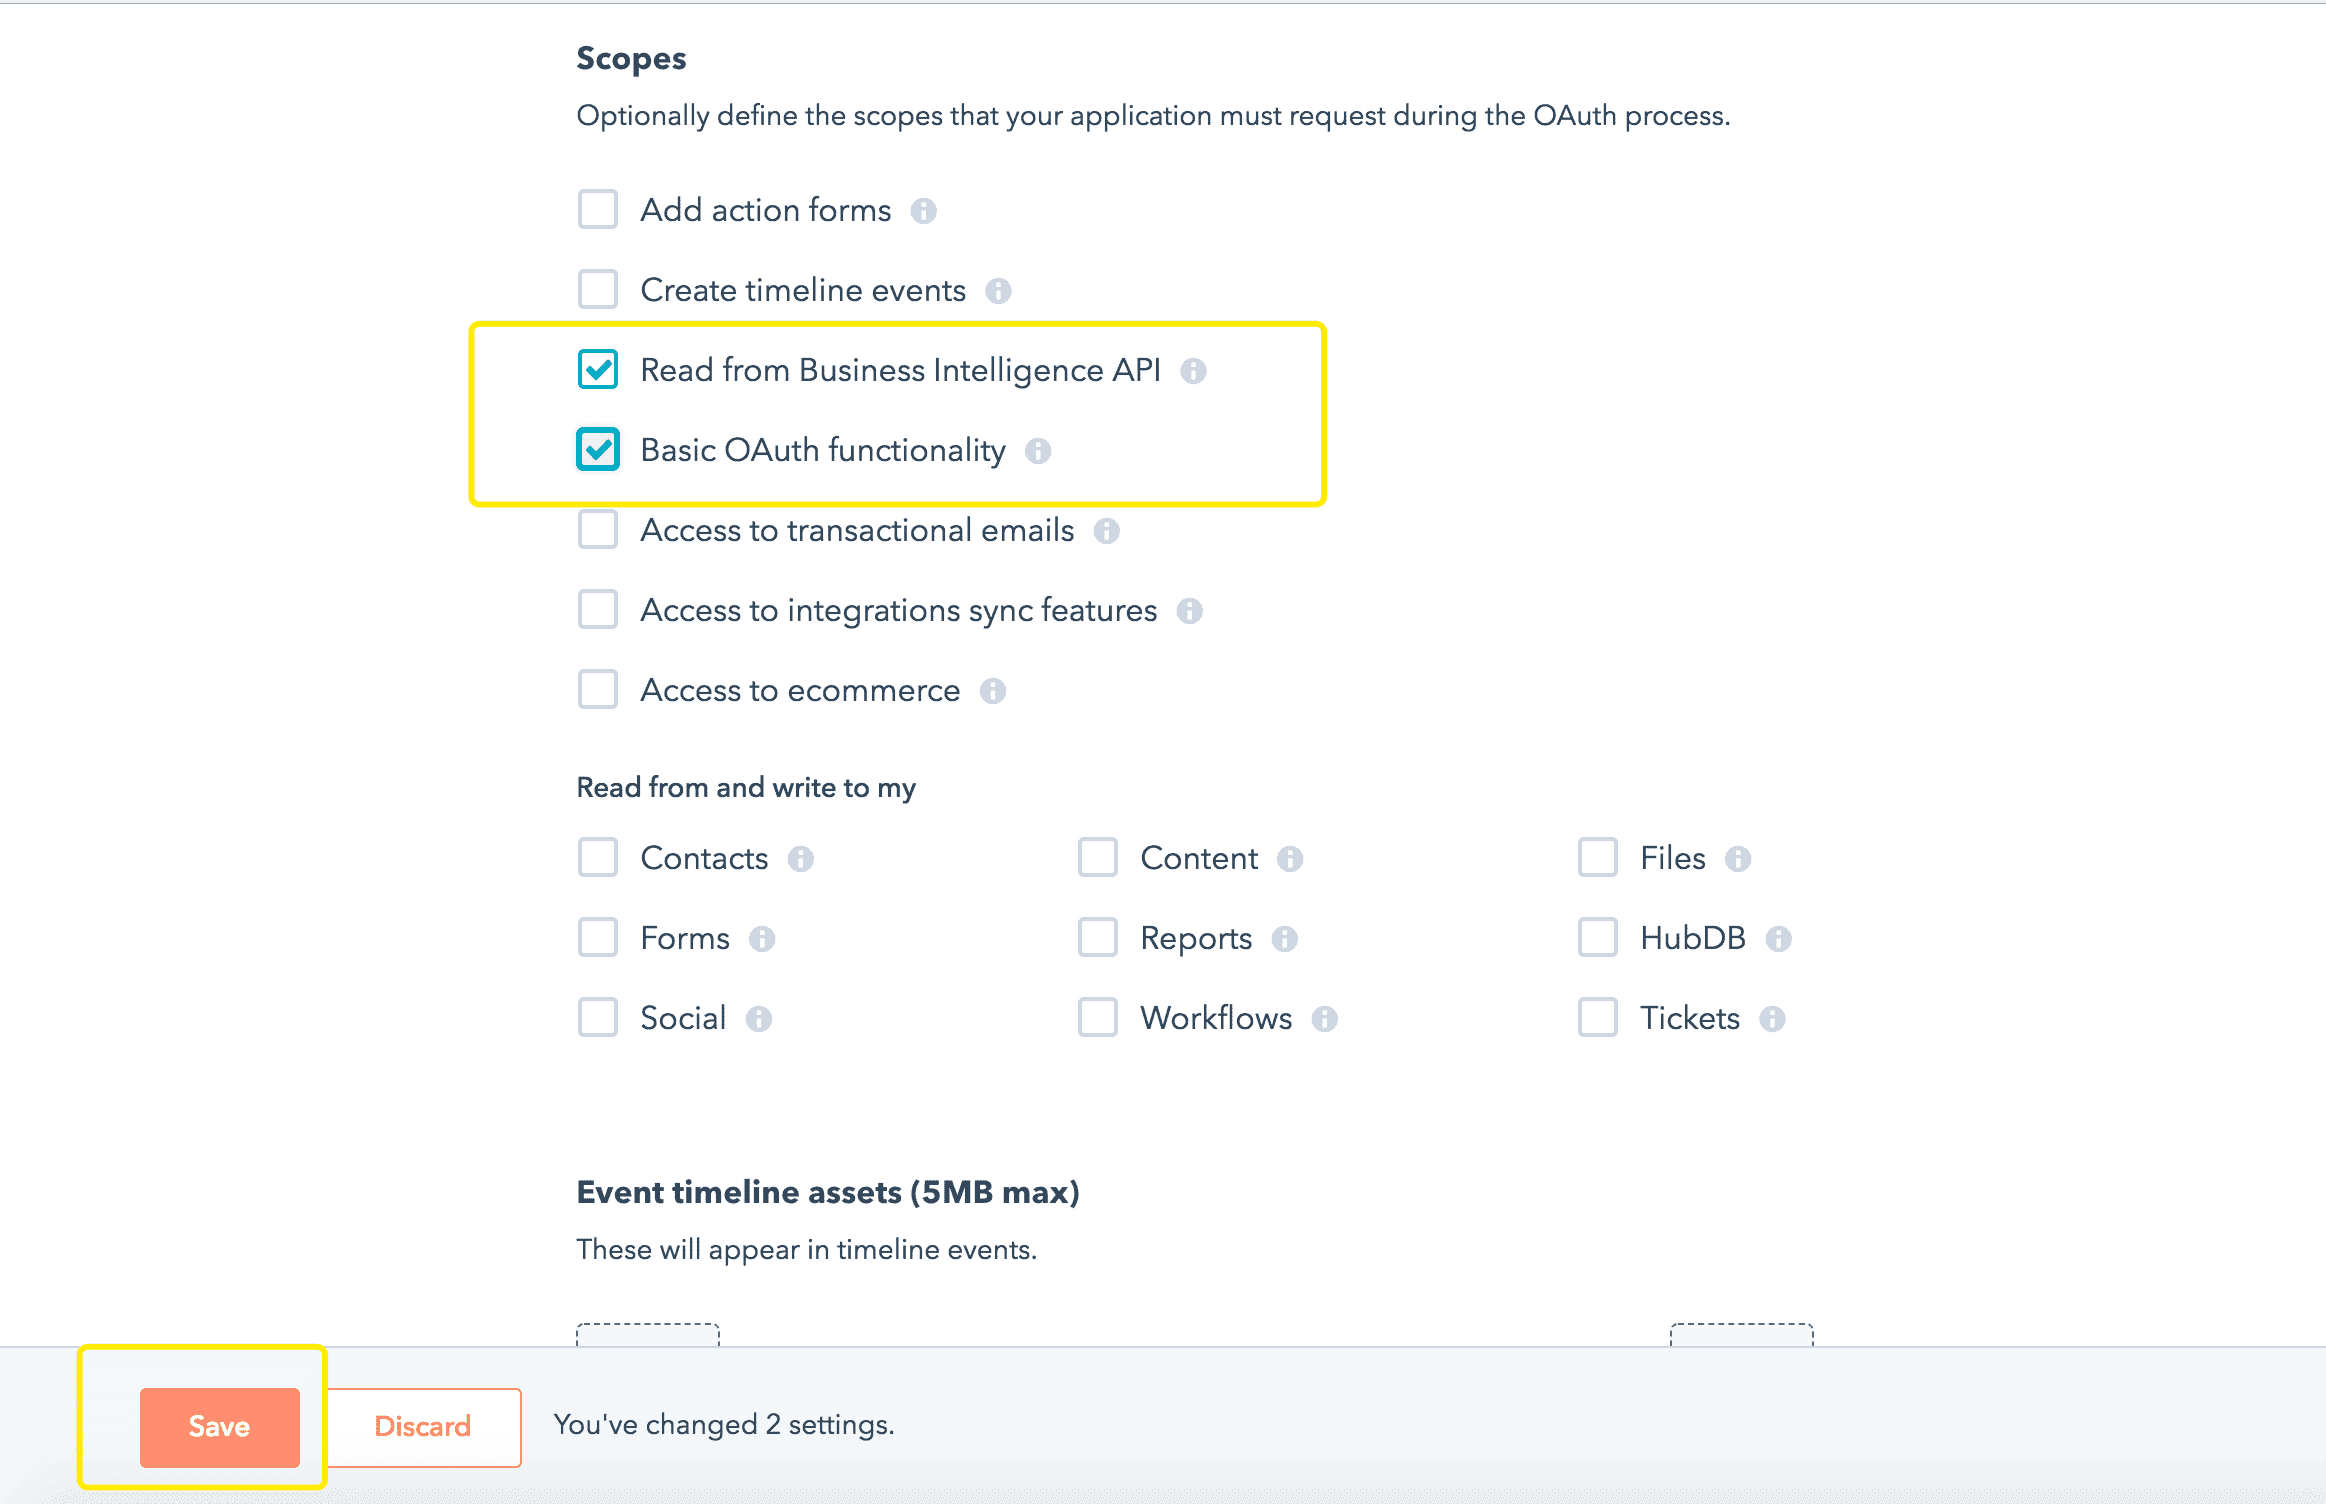 Scopes
Optionally define the scopes that your application must request during the OAuth process.
Add action forms
Create timeline events
Read from Business Intelligence API
Basic OAuth functionality
Access to transactional emails
Access to integrations sync features
Access to ecommerce
Read from and write to my
Contacts Content Files
Forms Reports HubDB
Social Workflows Tickets
Event timeline assets (5MB max)
These will appear in timeline events.
Save Discard You've changed 2 settings.